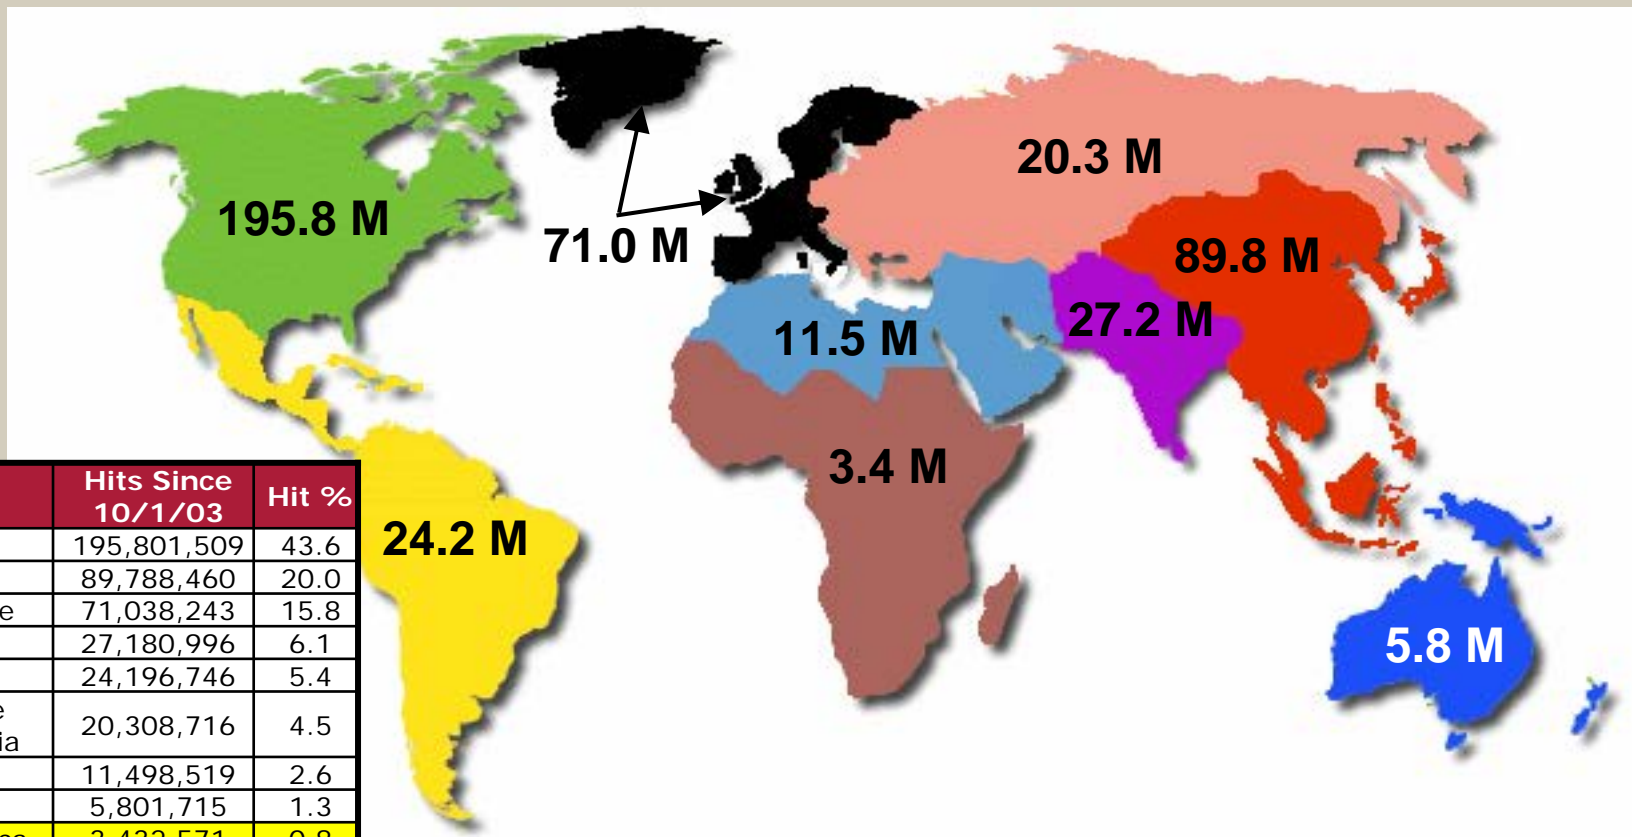 195.8 M
71.0 M
20.3 M
89.8 M
27.2 M
11.5 M
3.4 M
24.2 M
5.8 M
Hits Since
10/1/03
Hit %
195,801,509 43.6
89,788,460 20.0
e 71,038,243 15.8
27,180,996 6.1
24,196,746 5.4
e
ia 20,308,716 4.5
11,498,519 2.6
5,801,715 1.3